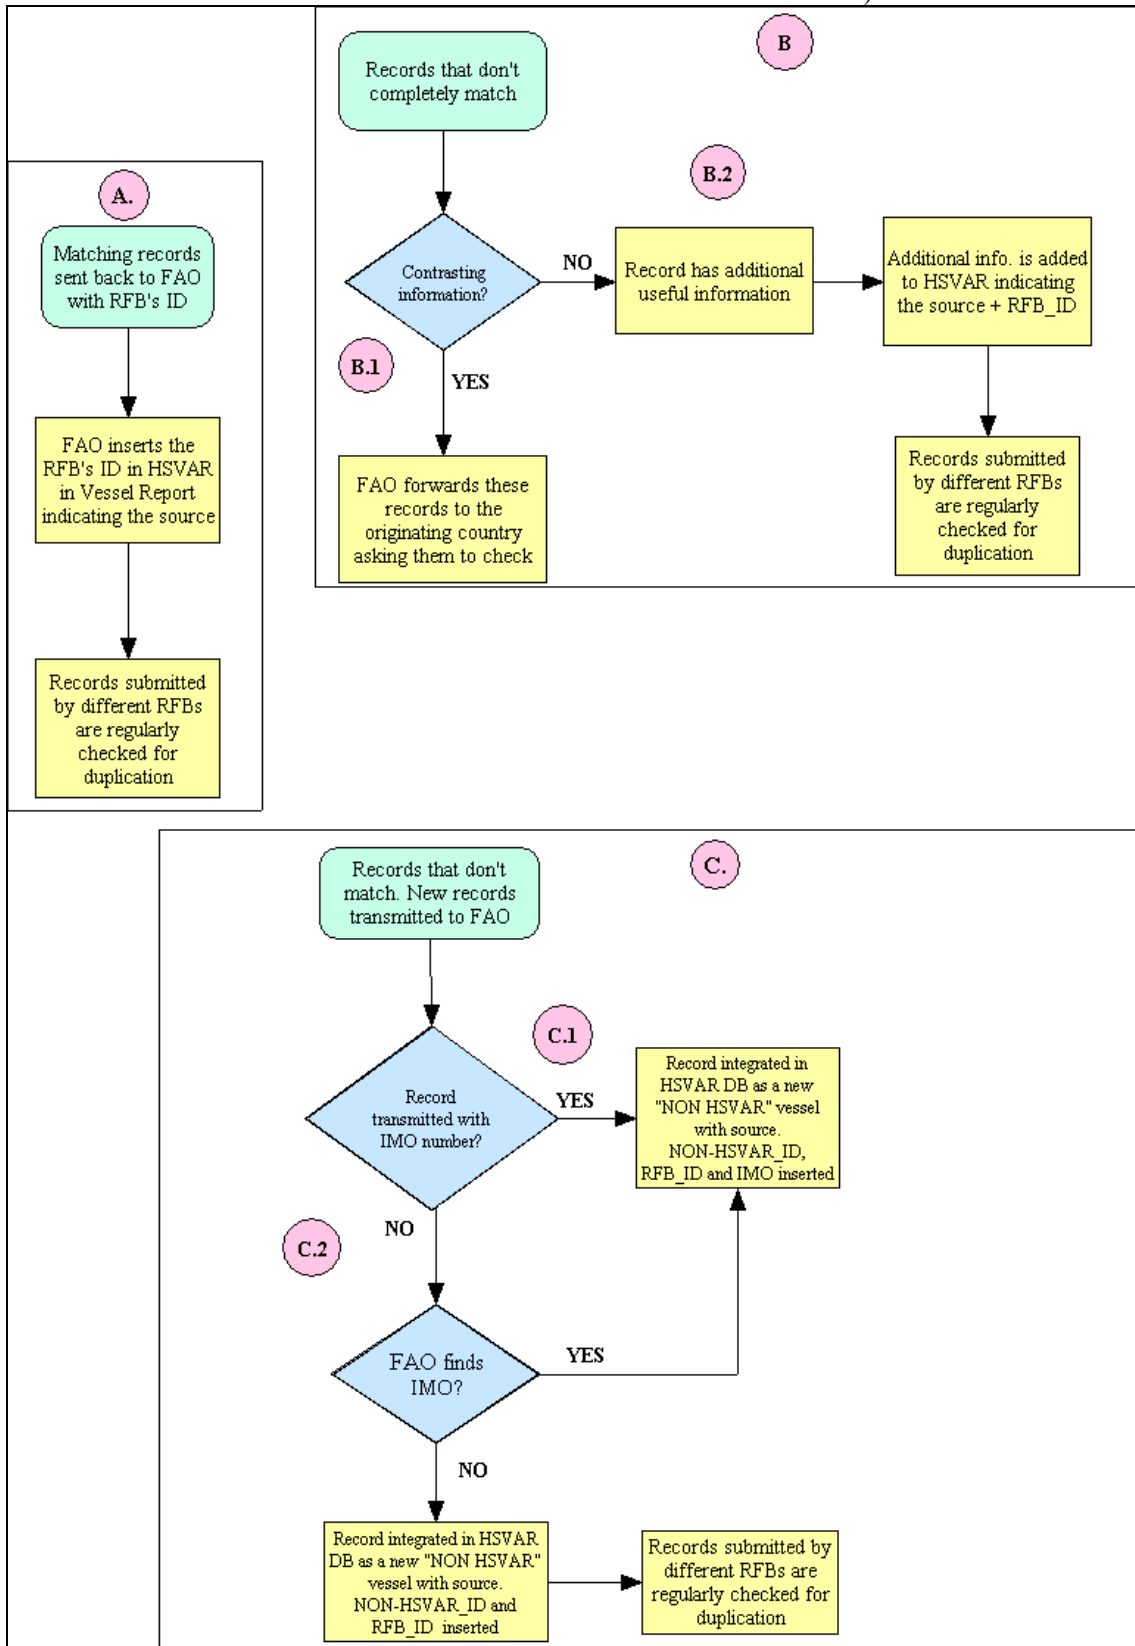 B
Records that don't
completely match
B.2
Contrasting
information?
NO
Record has additional
useful information
Additional info. is added
to HSVAR indicating
the source + RFB_ID
B.1
YES
FAO forwards these
records to the
originating country
asking them to check
Records submitted
by different RFBs
are regularly
checked for
duplication
A.
Matching records
sent back to FAO
with RFB's ID
FAO inserts the
RFB's ID in HSVAR
in Vessel Report
indicating the source
Records submitted
by different RFBs
are regularly
checked for
duplication
C.
Records that don't
match. New records
transmitted to FAO
C.1
Record
transmitted with
IMO number?
YES
Record integrated in
HSVAR DB as a new
"NON HSVAR" vessel
with source.
NON-HSVAR_ID,
RFB_ID and IMO inserted
NO
C.2
FAO finds
IMO?
YES
NO
Record integrated in HSVAR
DB as a new "NON HSVAR"
vessel with source.
NON-HSVAR_ID and
RFB_ID inserted
Records submitted by
different RFBs are
regularly checked for
duplication